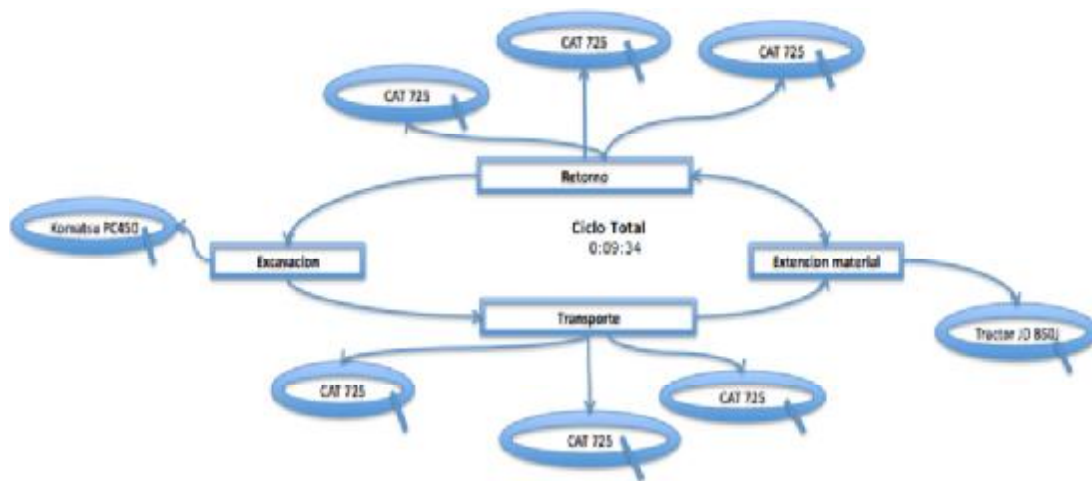 CAT 725
CAT 725
CAT 725
Retorno
Komatsu PC450
Ciclo Total
0:09:34
Excavacion
Extencion material
Transporte
Tractor JD 850J
CAT 725
CAT 725
CAT 725